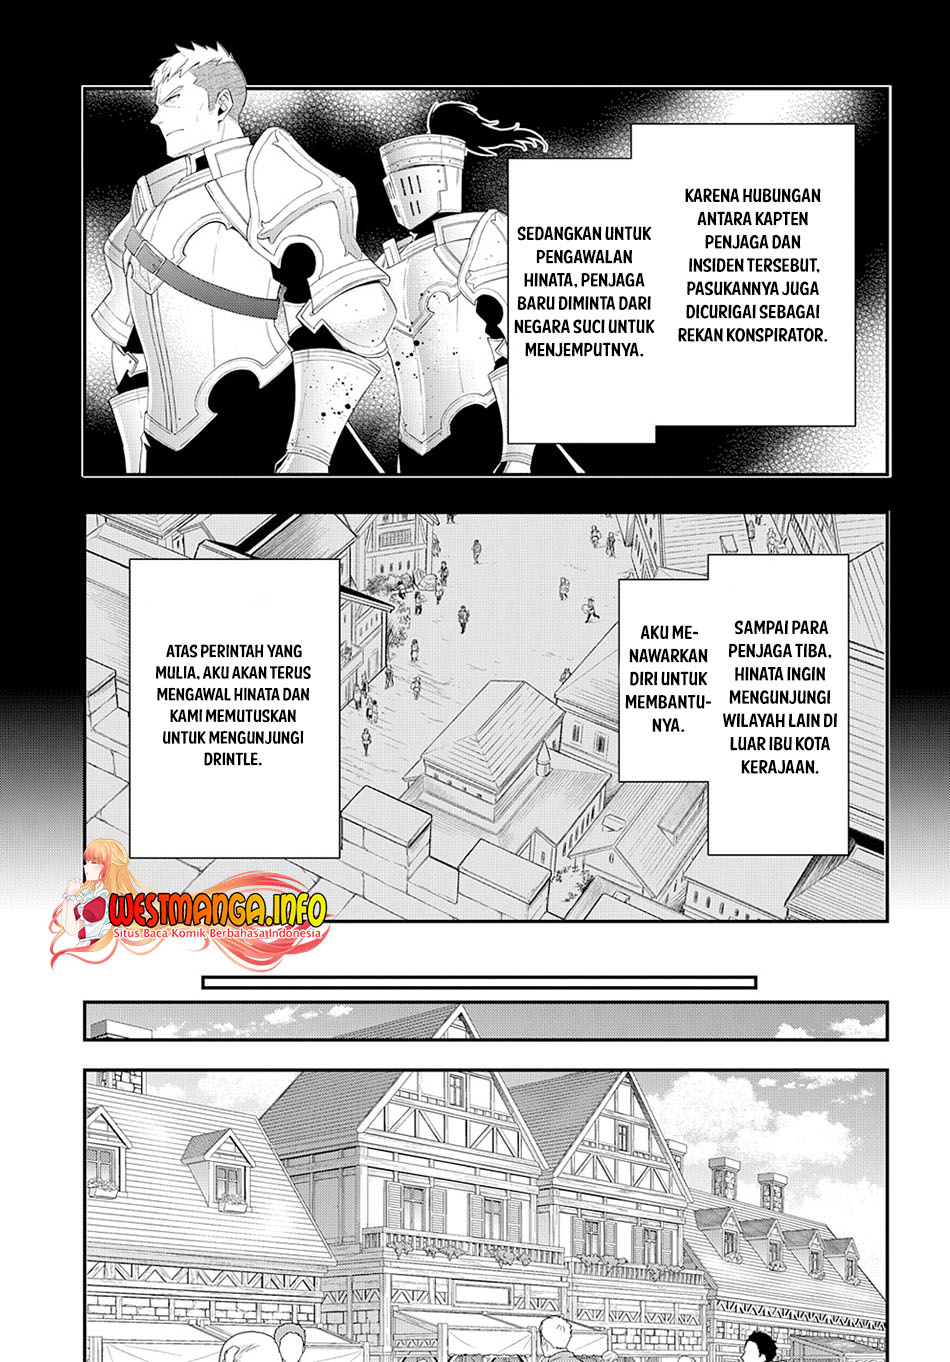 KARENA HUBUNGAN
ANTARA KAPTEN
PENJAGA DAN
INSIDEN TERSEBUT,
PASUKANNYA JUGA
DICURIGAI SEBAGAI
REKAN KONSPIRATOR.
SEDANGKAN UNTUK
PENGAWALAN
HINATA, PENJAGA
BARU DIMINTA DARI
NEGARA SUCI UNTUK
MENJEMPUTNYA.
SAMPAI PARA
PENJAGA TIBA,
HINATA INGIN
MENGUNJUNGI
WILAYAH LAIN DI
LUAR IBU KOTA
KERAJAAN.
AKU ME-
NAWARKAN
DIRI UNTUK
MEMBANTU-
NYA.
ATAS PERINTAH YANG
MULIA, AKU AKAN TERUS
MENGAWAL HINATA DAN
KAMI MEMUTUSKAN
UNTUK MENGUNJUNGI
DRINTLE.
WESTMANGA.INFO
Situs Baca Komik Berbahasa Indonesia